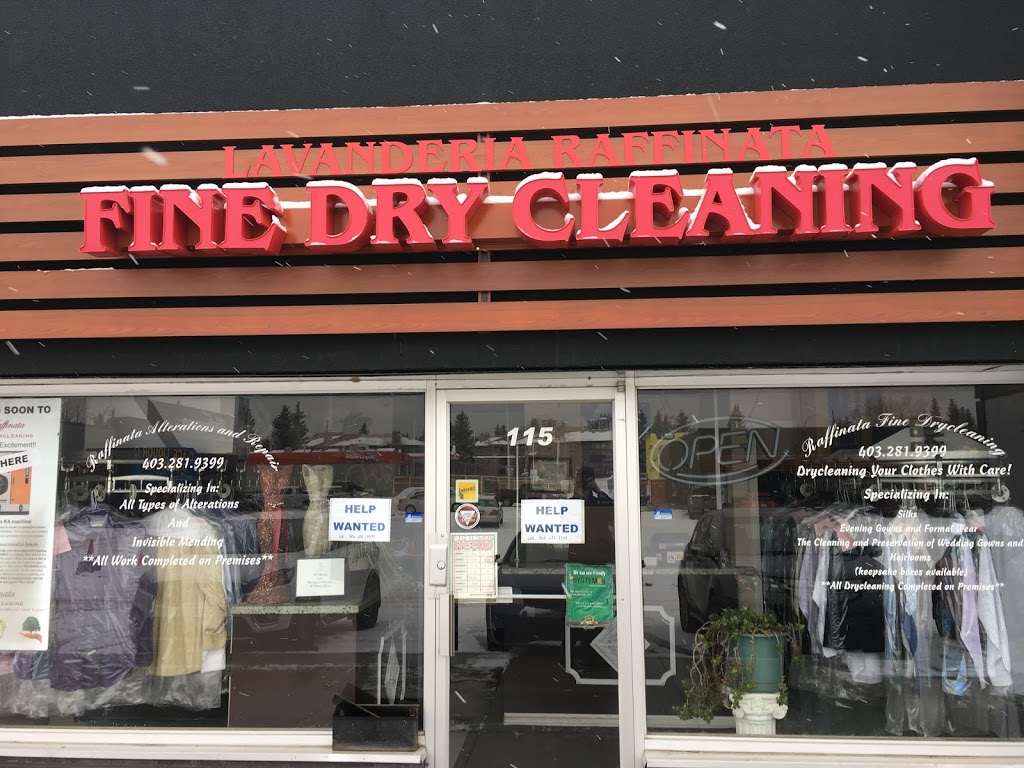 LAVANDERIA RAFFINATA
FINE DRY CLEANING
SOON TO
HERE
Raffinata Alterations and Repair
403.281.9399
Specializing In:
All Types of Alterations
And
Invisible Mending
**All Work Completed on Premises**
HELP
WANTED
115
HELP
WANTED
OPEN
Raffinata Fine Drycleaning
403.281.9399
Drycleaning Your Clothes With Care!
Specializing In:
Silks
Evening Gowns and Formal Wear
The Cleaning and Preservation of Wedding Gowns and
Heirlooms
(keepsake boxes available)
**All Drycleaning Completed on Premises**